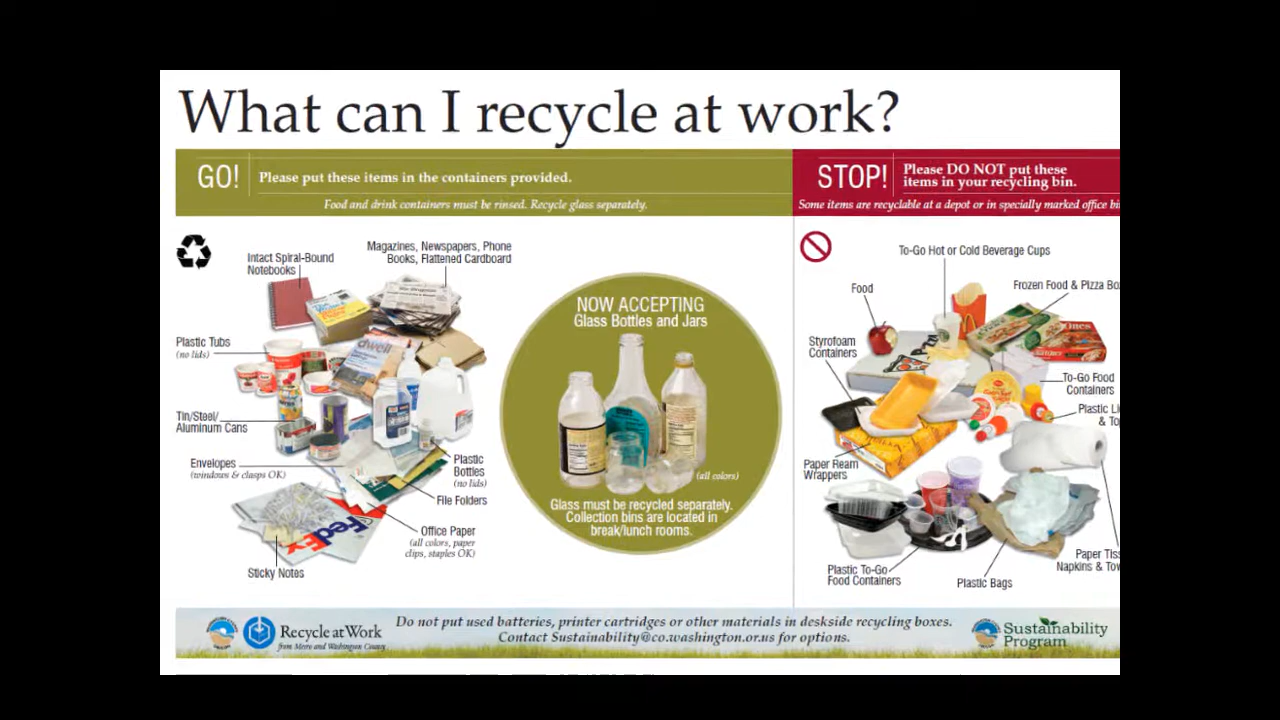 What can I recycle at work?
GO!
Please put these items in the containers provided.
Food and drink containers must be rinsed. Recycle glass separately.
STOP!
Please DO NOT put these
items in your recycling bin.
Some items are recyclable at a depot or in specially marked office
Intact Spiral-Bound
Notebooks
Magazines, Newspapers, Phone
Books, Flattened Cardboard
Plastic Tubs
(no lids)
Tin/Steel/
Aluminum Cans
Envelopes
(windows & clasps OK)
Plastic
Bottles
(no lids)
File Folders
Office Paper
(all colors, paper
clips, staples OK)
Sticky Notes
dwell
FedEx
NOW ACCEPTING
Glass Bottles and Jars
(all colors)
Glass must be recycled separately.
Collection bins are located in
break/lunch rooms.
To-Go Hot or Cold Beverage Cups
Food
Frozen Food & Pizza
Styrofoam
Containers
To-Go Food
Containers
Plastic
&
Paper Ream
Wrappers
Plastic To-Go
Food Containers
Plastic Bags
Paper
Napkins &
Recycle at Work
from Metro and Washington County
Do not put used batteries, printer cartridges or other materials in deskside recycling boxes.
Contact Sustainability@co.washington.or.us for options.
Sustainability
Program